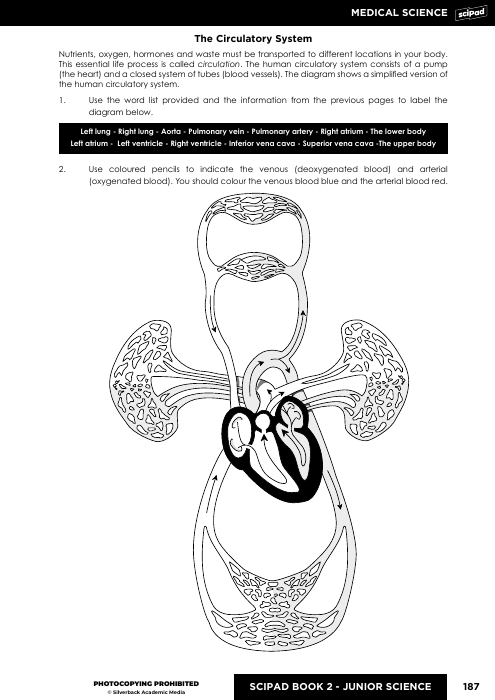 MEDICAL SCIENCE
scipad
The Circulatory System
Nutrients, oxygen, hormones and waste must be transported to different locations in your body.
This essential life process is called circulation. The human circulatory system consists of a pump
(the heart) and a closed system of tubes (blood vessels). The diagram shows a simplified version of
the human circulatory system.
1. Use the word list provided and the information from the previous pages to label the
diagram below.
Left lung - Right lung - Aorta - Pulmonary vein - Pulmonary artery - Right atrium - The lower body
Left atrium - Left ventricle - Right ventricle - Inferior vena cava - Superior vena cava -The upper body
2. Use coloured pencils to indicate the venous (deoxygenated blood) and arterial
(oxygenated blood). You should colour the venous blood blue and the arterial blood red.
PHOTOCOPYING PROHIBITED
© Silverback Academic Media
SCIPAD BOOK 2 - JUNIOR SCIENCE
187